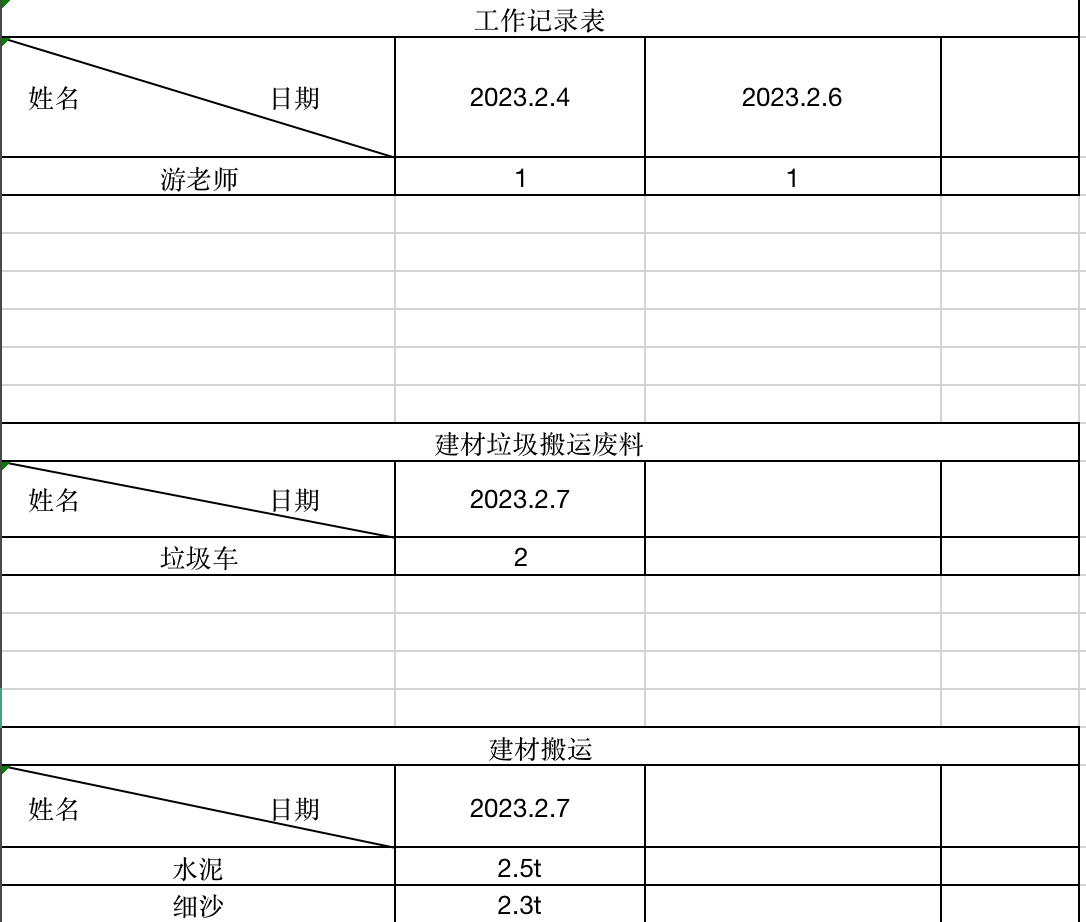 工作记录表
姓名 日期 2023.2.4 2023.2.6
游老师 1 1
建材垃圾搬运废料
姓名 日期 2023.2.7
垃圾车 2
建材搬运
姓名 日期 2023.2.7
水泥 2.5t
细沙 2.3t